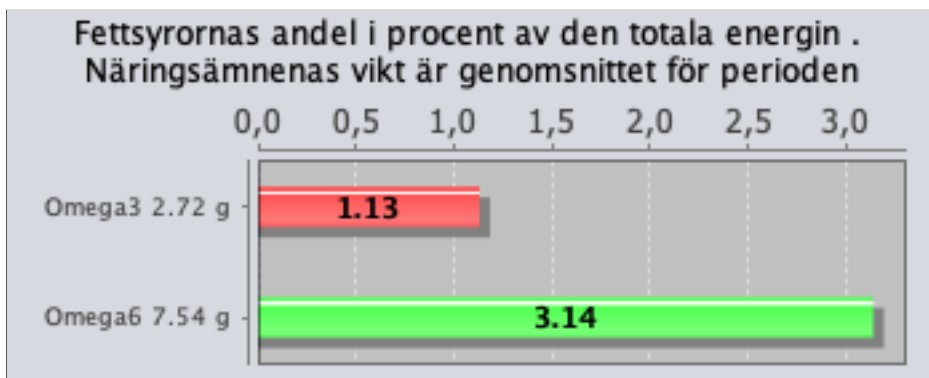 Fettsyrornas andel i procent av den totala energin .
Näringsämnenas vikt är genomsnittet för perioden
0,0 0,5 1,0 1,5 2,0 2,5 3,0
Omega3 2.72 g 1.13
Omega6 7.54 g 3.14